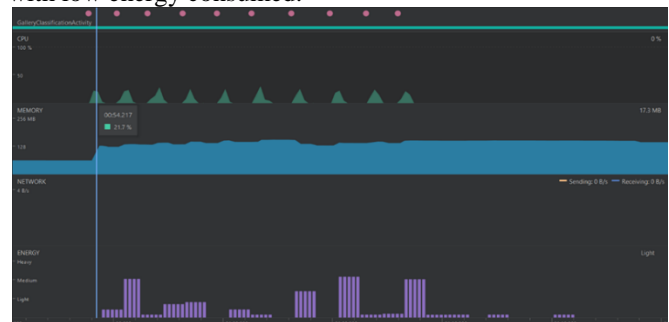 with low energy consumed.
GalleryClassificationActivity
CPU 0 %
100 %
50
00:54.217
21.7 %
MEMORY 17.3 MB
256 MB
128
NETWORK Sending: 0 B/s Receiving: 0 B/s
4 B/s
ENERGY Light
Heavy
Medium
Light